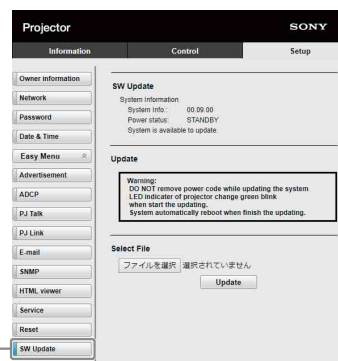 Projector
SONY
Information
Control
Setup
Owner information
Network
Password
Date & Time
Easy Menu
Advertisement
ADCP
PJ Talk
PJ Link
E-mail
SNMP
HTML viewer
Service
Reset
SW Update
SW Update
System Information
System Info.: 00.09.00
Power status: STANDBY
System is available to update.
Update
Warning:
DO NOT remove power code while updating the system
LED indicater of projector change green blink
when start the updating.
System automatically reboot when finish the updating.
Select File
ファイルを選択 選択されていません
Update